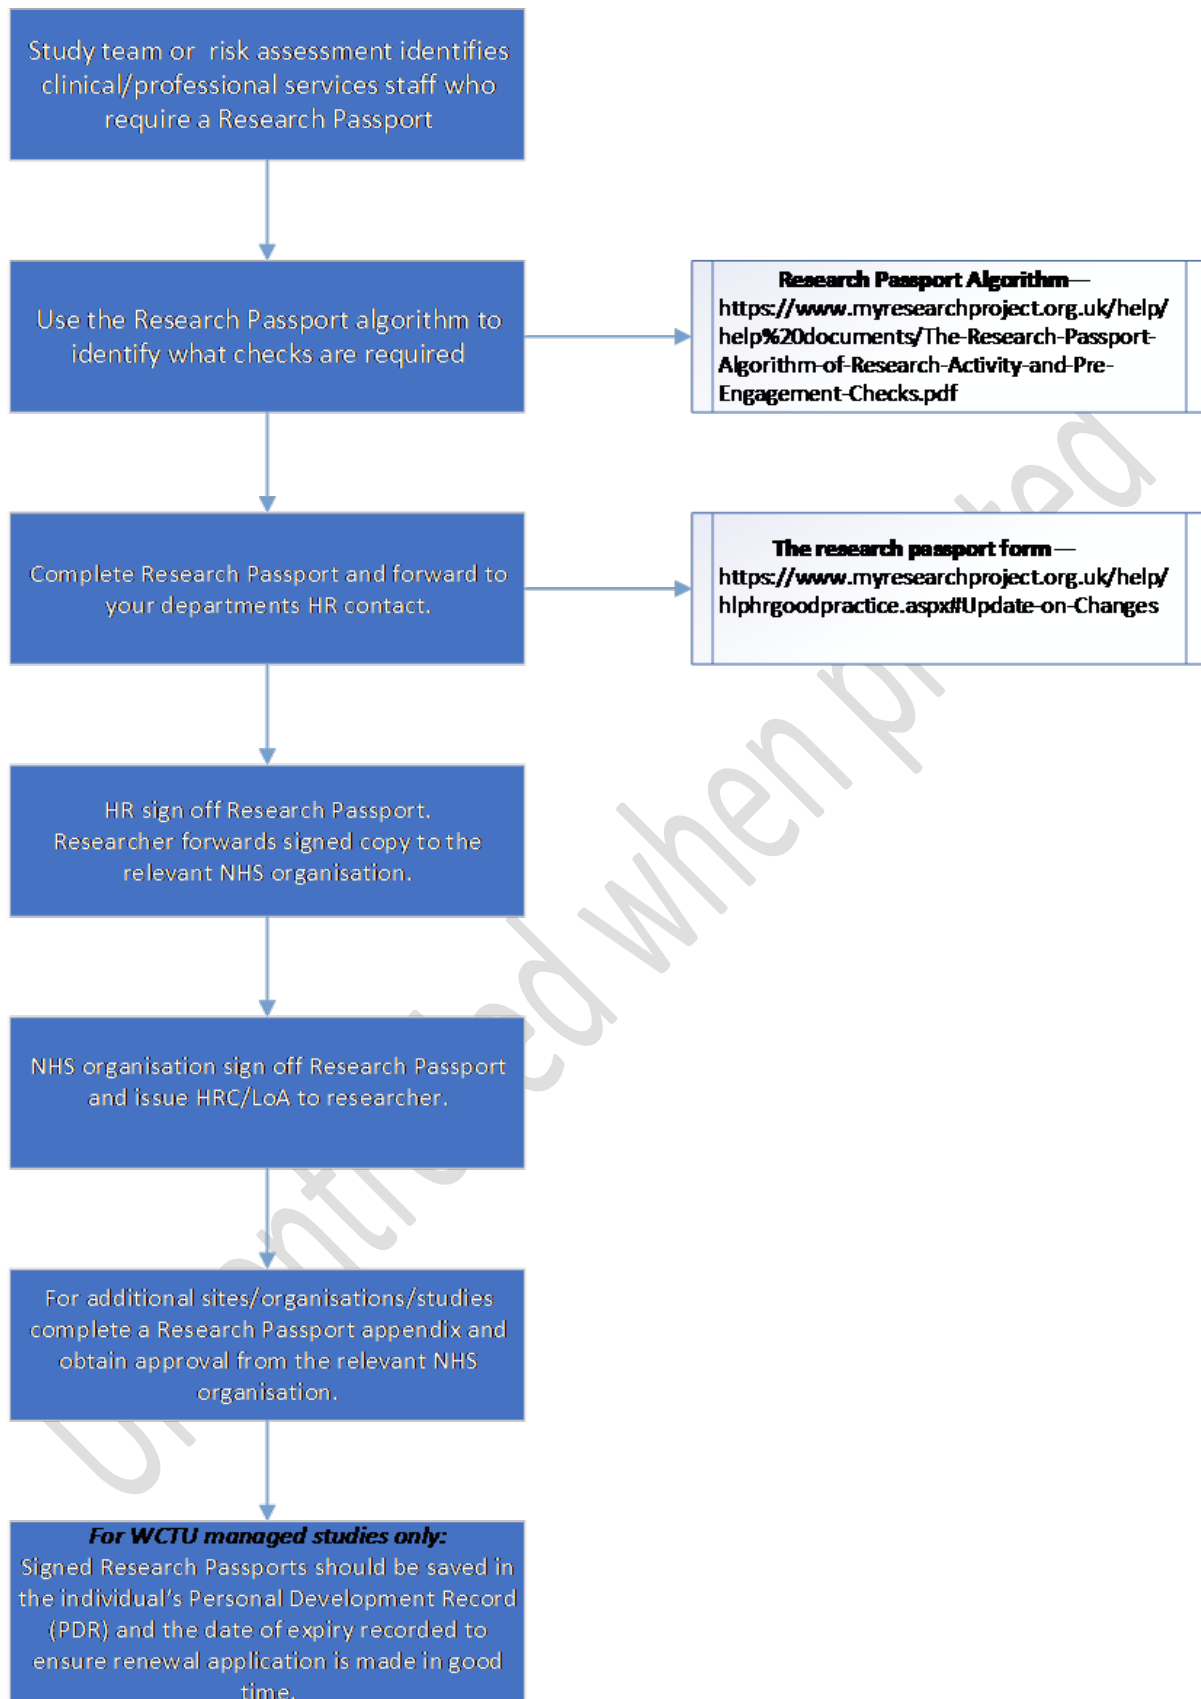 Study team or risk assessment identifies
clinical/professional services staff who
require a Research Passport
Use the Research Passport algorithm to
identify what checks are required
Research Passport Algorithm—
https://www.myresearchproject.org.uk/help/
help%20documents/The-Research-Passport-
Algorithm-of-Research-Activity-and-Pre-
Engagement-Checks.pdf
Complete Research Passport and forward to
your departments HR contact.
The research passport form—
https://www.myresearchproject.org.uk/help/
hlphrgoodpractice.aspx#Update-on-Changes
HR sign off Research Passport.
Researcher forwards signed copy to the
relevant NHS organisation.
NHS organisation sign off Research Passport
and issue HRC/LoA to researcher.
For additional sites/organisations/studies
complete a Research Passport appendix and
obtain approval from the relevant NHS
organisation.
For WCTU managed studies only:
Signed Research Passports should be saved in
the individual's Personal Development Record
(PDR) and the date of expiry recorded to
ensure renewal application is made in good
time.
Uncontrolled when printed